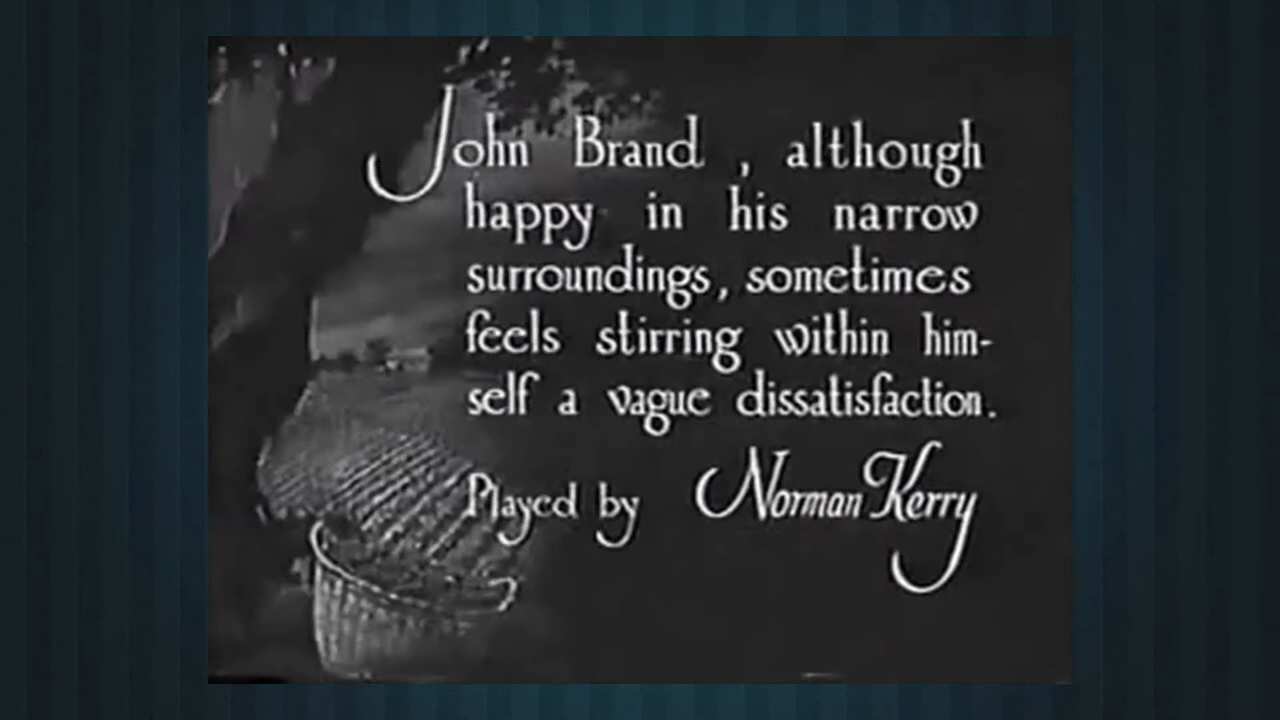 John Brand, although
happy in his narrow
surroundings, sometimes
feels stirring within him-
self a vague dissatisfaction.
Played by Norman Kerry